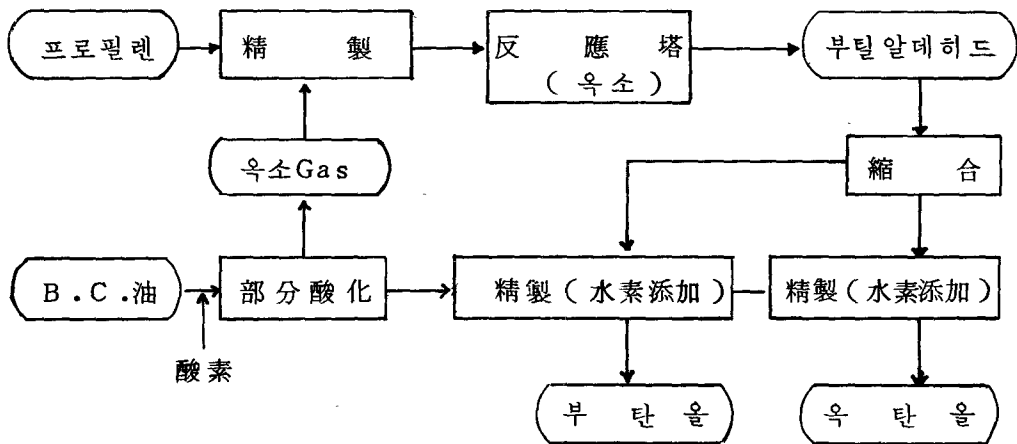 프로필렌
精 製
反 應 塔
( 옥 소 )
부틸알데히드
옥소Gas
縮 合
B . C . 油
部分酸化
精製 ( 水素添加 )
精製 ( 水素添加 )
酸素
부 탄 올
옥 탄 올